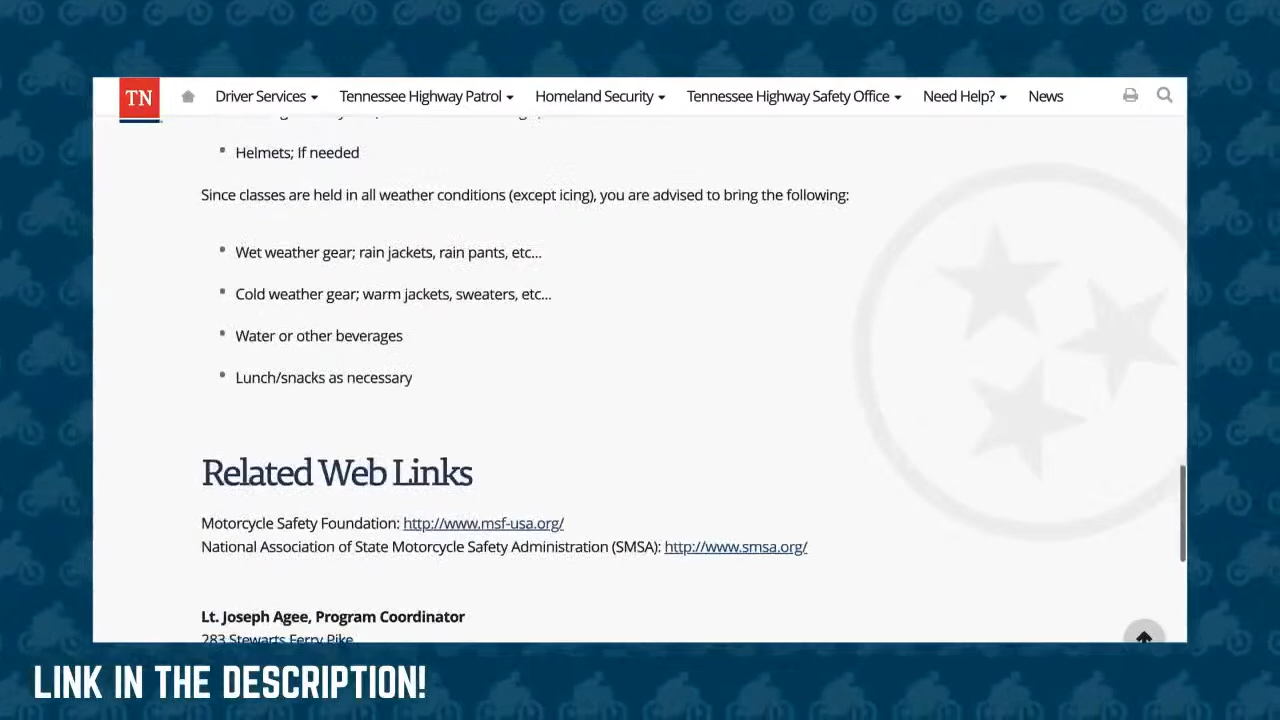 TN
Driver Services
Tennessee Highway Patrol
Homeland Security
Tennessee Highway Safety Office
Need Help?
News
Helmets; If needed
Since classes are held in all weather conditions (except icing), you are advised to bring the following:
Wet weather gear; rain jackets, rain pants, etc...
Cold weather gear; warm jackets, sweaters, etc...
Water or other beverages
Lunch/snacks as necessary
Related Web Links
Motorcycle Safety Foundation: http://www.msf-usa.org/
National Association of State Motorcycle Safety Administration (SMSA): http://www.smsa.org/
Lt. Joseph Agee, Program Coordinator
283 Stewarts Ferry Pike
LINK IN THE DESCRIPTION!